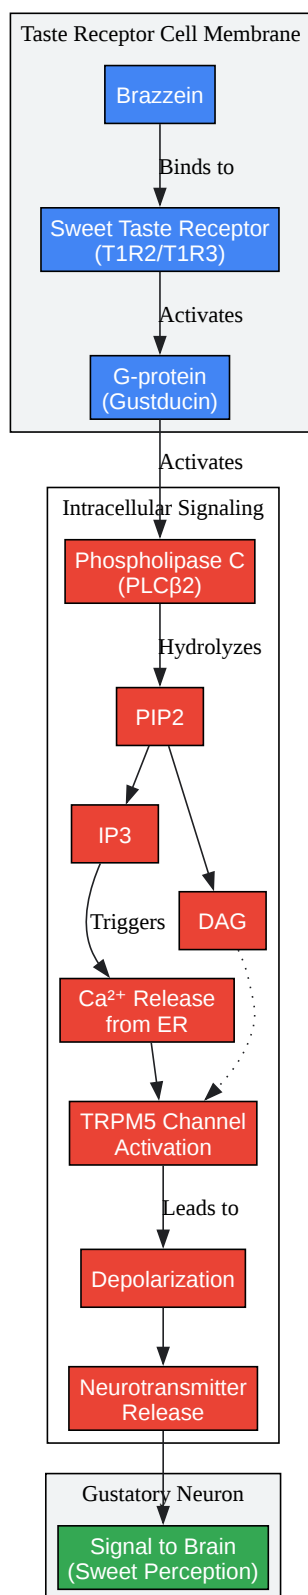 Taste Receptor Cell Membrane
Brazzein
Binds to
Sweet Taste Receptor
(T1R2/T1R3)
Activates
G-protein
(Gustducin)
Activates
Intracellular Signaling
Phospholipase C
(PLCβ2)
Hydrolyzes
PIP2
IP3
DAG
Triggers
Ca²⁺ Release
from ER
TRPM5 Channel
Activation
Leads to
Depolarization
Neurotransmitter
Release
Gustatory Neuron
Signal to Brain
(Sweet Perception)